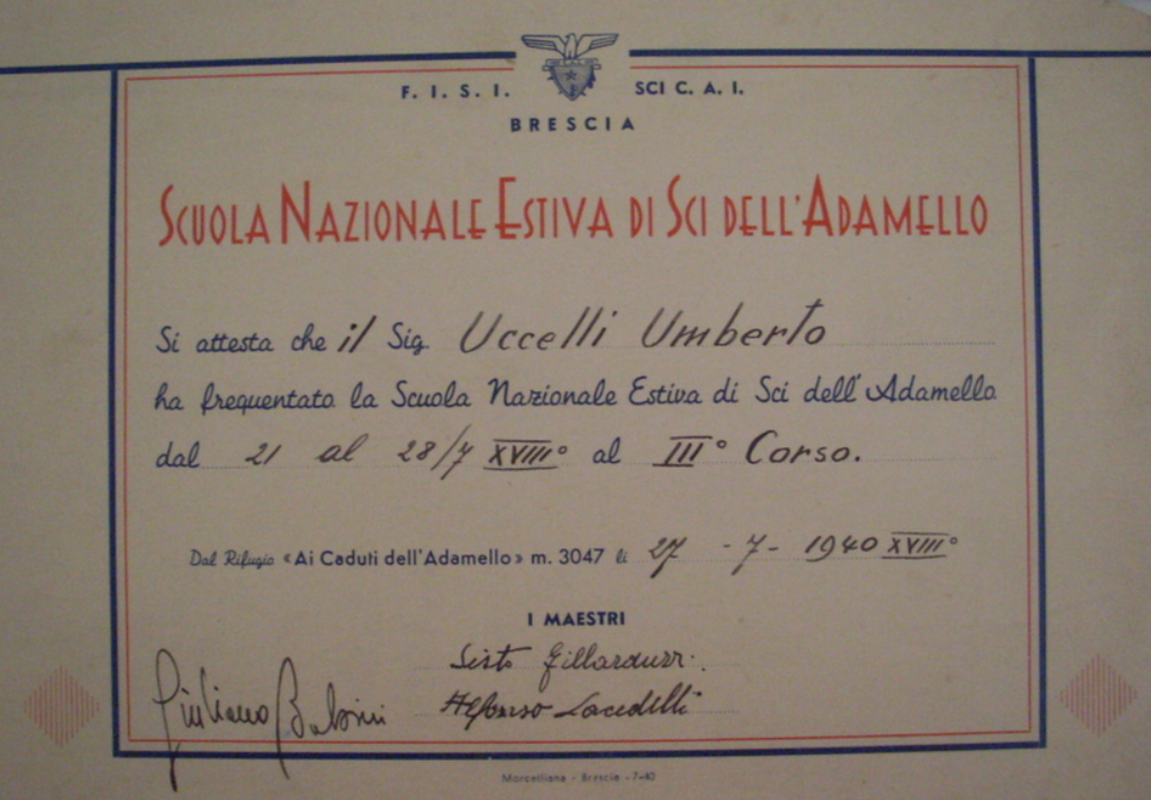 F. I. S. I. SCI C. A. I.
BRESCIA
SCUOLA NAZIONALE ESTIVA DI SCI DELL'ADAMELLO
Si attesta che il Sig. Uccelli Umberto
ha frequentato la Scuola Nazionale Estiva di Sci dell'Adamello
dal 21 al 28/7 XVIII° al III° Corso.
Dal Rifugio «Ai Caduti dell'Adamello» m. 3047 li 27 - 7 - 1940 XVIII°
I MAESTRI
Sisto Gillarduzzi
Giuliano
Alfonso Lacedelli
Morcelliana - Brescia - 7-40